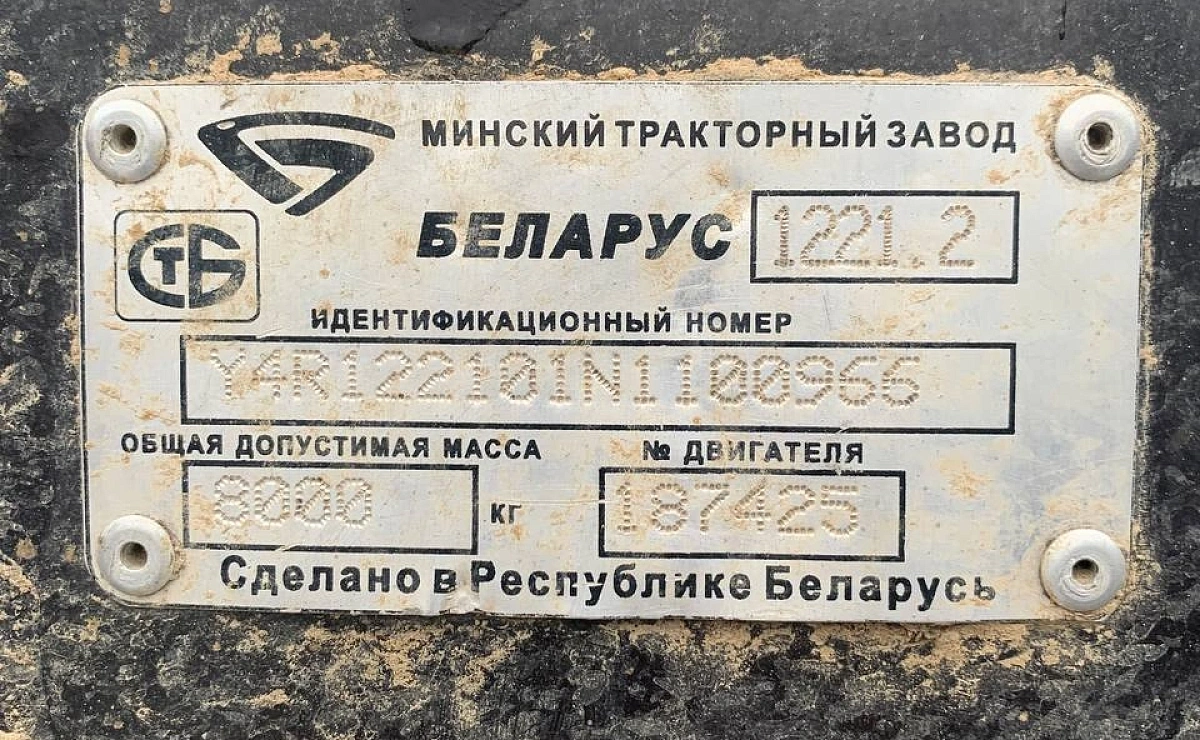 МИНСКИЙ ТРАКТОРНЫЙ ЗАВОД
БЕЛАРУС 1221.2
СТБ
ИДЕНТИФИКАЦИОННЫЙ НОМЕР
Y4R122101N1100966
ОБЩАЯ ДОПУСТИМАЯ МАССА № ДВИГАТЕЛЯ
8000 кг 187425
Сделано в Республике Беларусь